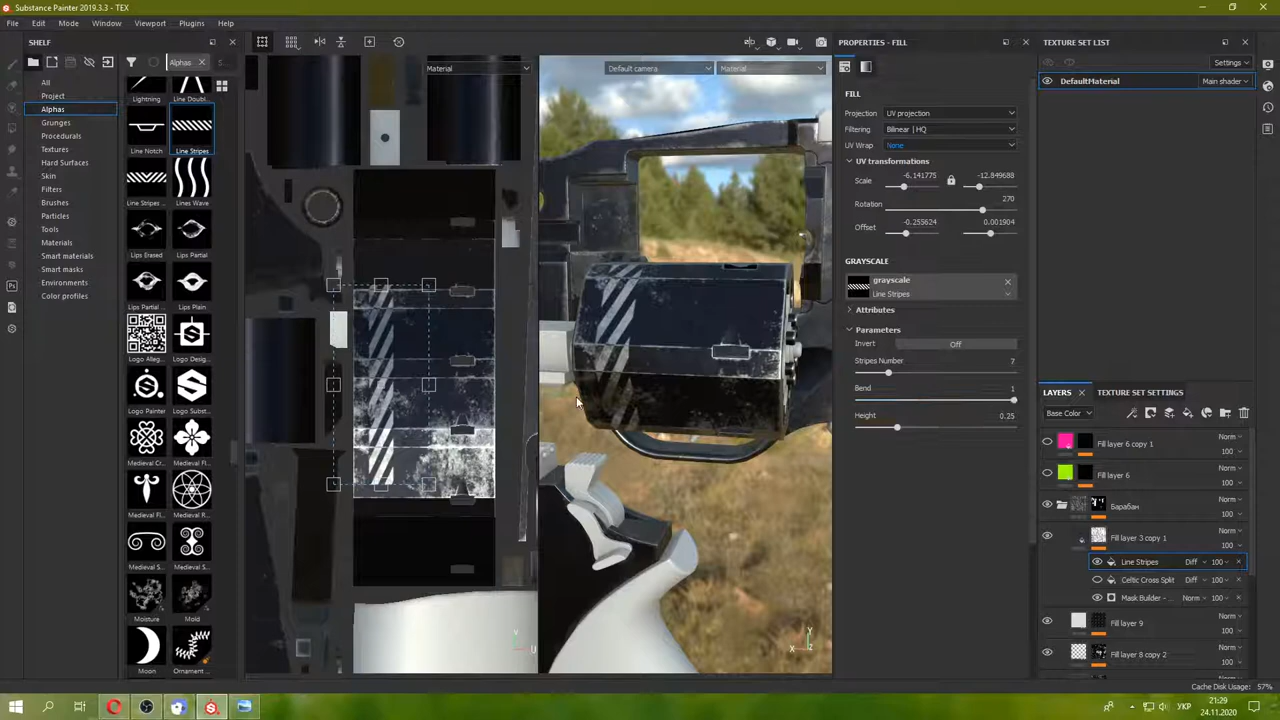 Substance Painter 2019.3.3 - TEX
File Edit Mode Window Viewport Plugins Help
SHELF
Alphas
All
Project
Alphas
Grunges
Procedurals
Textures
Hard Surfaces
Skin
Filters
Brushes
Particles
Tools
Materials
Smart materials
Smart masks
Environments
Color profiles
Lightning Line Doubl...
Line Notch Line Stripes
Line Stripes ... Lines Wave
Lips Erased Lips Partial
Lips Partial ... Lips Plain
Logo Alleg... Logo Desig...
Logo Painter Logo Subst...
Medieval Cr... Medieval Fl...
Medieval F... Medieval R...
Medieval S... Medieval S...
Moisture Mold
Moon Ornament ...
Material
Default camera
Material
V
U
Y
X
Z
PROPERTIES - FILL
FILL
Projection UV projection
Filtering Bilinear | HQ
UV Wrap None
UV transformations
Scale -6.141775 -12.849688
Rotation 270
Offset -0.255624 0.001904
GRAYSCALE
grayscale
Line Stripes
Attributes
Parameters
Invert Off
Stripes Number 7
Bend 1
Height 0.25
TEXTURE SET LIST
Settings
DefaultMaterial Main shader
LAYERS
TEXTURE SET SETTINGS
Base Color
Fill layer 6 copy 1 Norm 100
Fill layer 6 Norm 100
Барабан Norm 100
Fill layer 3 copy 1 Norm 100
Line Stripes Diff 100
Celtic Cross Split Diff 100
Mask Builder - ... Norm 100
Fill layer 9 Norm 100
Fill layer 8 copy 2 Norm 100
Cache Disk Usage: 57%
УКР
21:29
24.11.2020